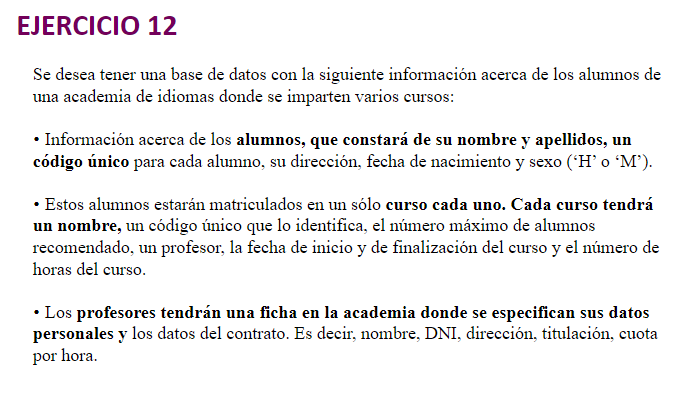 EJERCICIO 12
Se desea tener una base de datos con la siguiente información acerca de los alumnos de
una academia de idiomas donde se imparten varios cursos:
• Información acerca de los alumnos, que constará de su nombre y apellidos, un
código único para cada alumno, su dirección, fecha de nacimiento y sexo (‘H’ o ‘M’).
• Estos alumnos estarán matriculados en un sólo curso cada uno. Cada curso tendrá
un nombre, un código único que lo identifica, el número máximo de alumnos
recomendado, un profesor, la fecha de inicio y de finalización del curso y el número de
horas del curso.
• Los profesores tendrán una ficha en la academia donde se especifican sus datos
personales y los datos del contrato. Es decir, nombre, DNI, dirección, titulación, cuota
por hora.